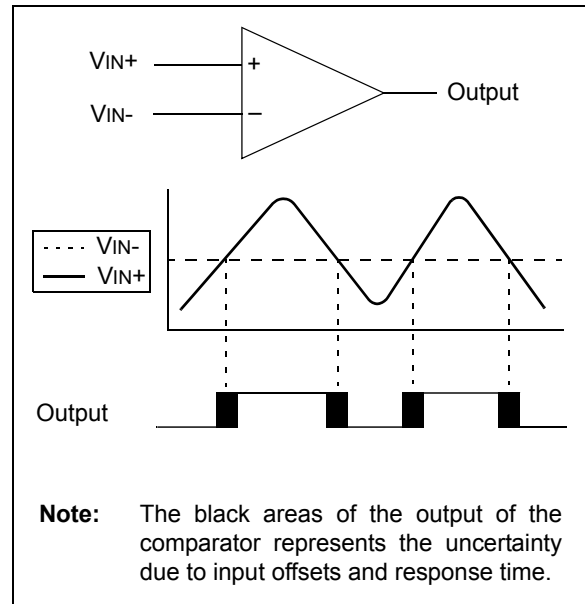 VIN+
+
Output
VIN-
–
VIN-
VIN+
Output
Note: The black areas of the output of the
comparator represents the uncertainty
due to input offsets and response time.